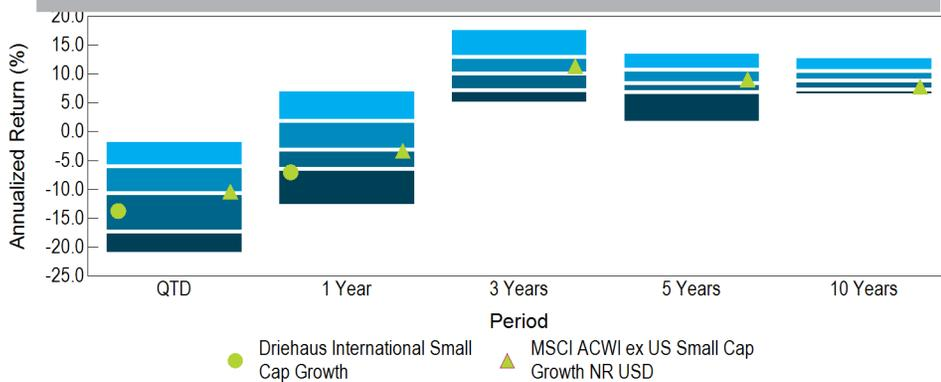 20.0
15.0
10.0
5.0
0.0
-5.0
-10.0
-15.0
-20.0
-25.0
Annualized Return (%)
QTD 1 Year 3 Years 5 Years 10 Years
Period
Driehaus International Small
Cap Growth
MSCI ACWI ex US Small Cap
Growth NR USD